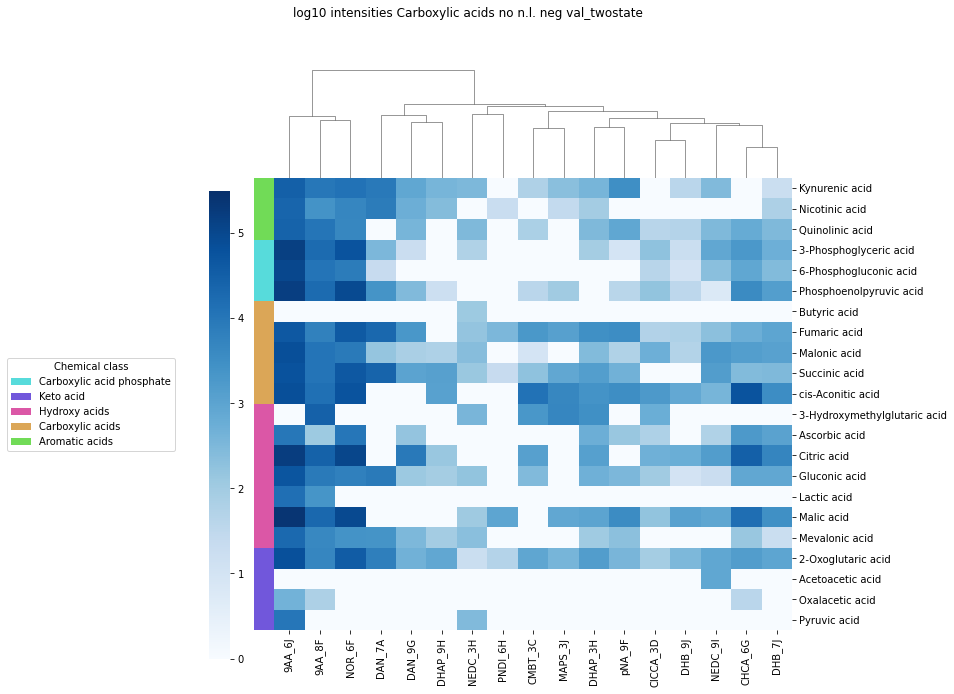 log10 intensities Carboxylic acids no n.l. neg val_twostate
Kynurenic acid
Nicotinic acid
Quinolinic acid
3-Phosphoglyceric acid
6-Phosphogluconic acid
Phosphoenolpyruvic acid
Butyric acid
Fumaric acid
Malonic acid
Succinic acid
cis-Aconitic acid
3-Hydroxymethylglutaric acid
Ascorbic acid
Citric acid
Gluconic acid
Lactic acid
Malic acid
Mevalonic acid
2-Oxoglutaric acid
Acetoacetic acid
Oxalacetic acid
Pyruvic acid
5
4
3
2
1
0
Chemical class
Carboxylic acid phosphate
Keto acid
Hydroxy acids
Carboxylic acids
Aromatic acids
9AA_6J
9AA_8F
NOR_6F
DAN_7A
DAN_9G
DHAP_9H
NEDC_3H
PNDI_6H
CMBT_3C
MAPS_3J
DHAP_3H
pNA_9F
ClCCA_3D
DHB_9J
NEDC_9I
CHCA_6G
DHB_7J